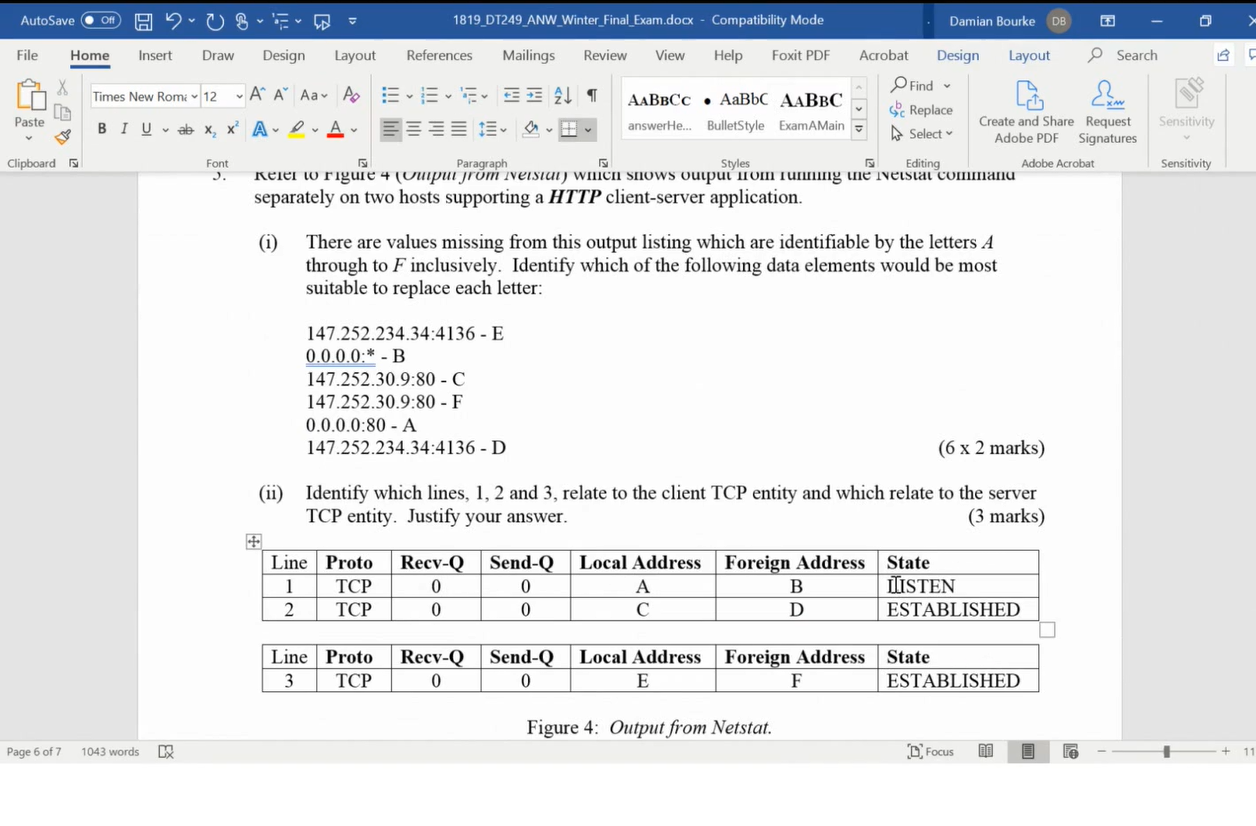 AutoSave Off 1819_DT249_ANW_Winter_Final_Exam.docx - Compatibility Mode Damian Bourke DB
File Home Insert Draw Design Layout References Mailings Review View Help Foxit PDF Acrobat Design Layout Search
Paste Times New Roma 12 A A Aa A
B I U ab x2 x2 A A
AABBCC AaBbC AABBC
answerHe... BulletStyle ExamAMain
Find
Replace
Select
Create and Share Adobe PDF
Request Signatures
Sensitivity
Clipboard Font Paragraph Styles Editing Adobe Acrobat Sensitivity
Refer to Figure 4 (Output from Netstat) which shows output from running the Netstat command
separately on two hosts supporting a HTTP client-server application.
(i) There are values missing from this output listing which are identifiable by the letters A
through to F inclusively. Identify which of the following data elements would be most
suitable to replace each letter:
147.252.234.34:4136 - E
0.0.0.0:* - B
147.252.30.9:80 - C
147.252.30.9:80 - F
0.0.0.0:80 - A
147.252.234.34:4136 - D (6 x 2 marks)
(ii) Identify which lines, 1, 2 and 3, relate to the client TCP entity and which relate to the server
TCP entity. Justify your answer. (3 marks)
Line Proto Recv-Q Send-Q Local Address Foreign Address State
1 TCP 0 0 A B LISTEN
2 TCP 0 0 C D ESTABLISHED
Line Proto Recv-Q Send-Q Local Address Foreign Address State
3 TCP 0 0 E F ESTABLISHED
Figure 4: Output from Netstat.
Page 6 of 7 1043 words Focus 11